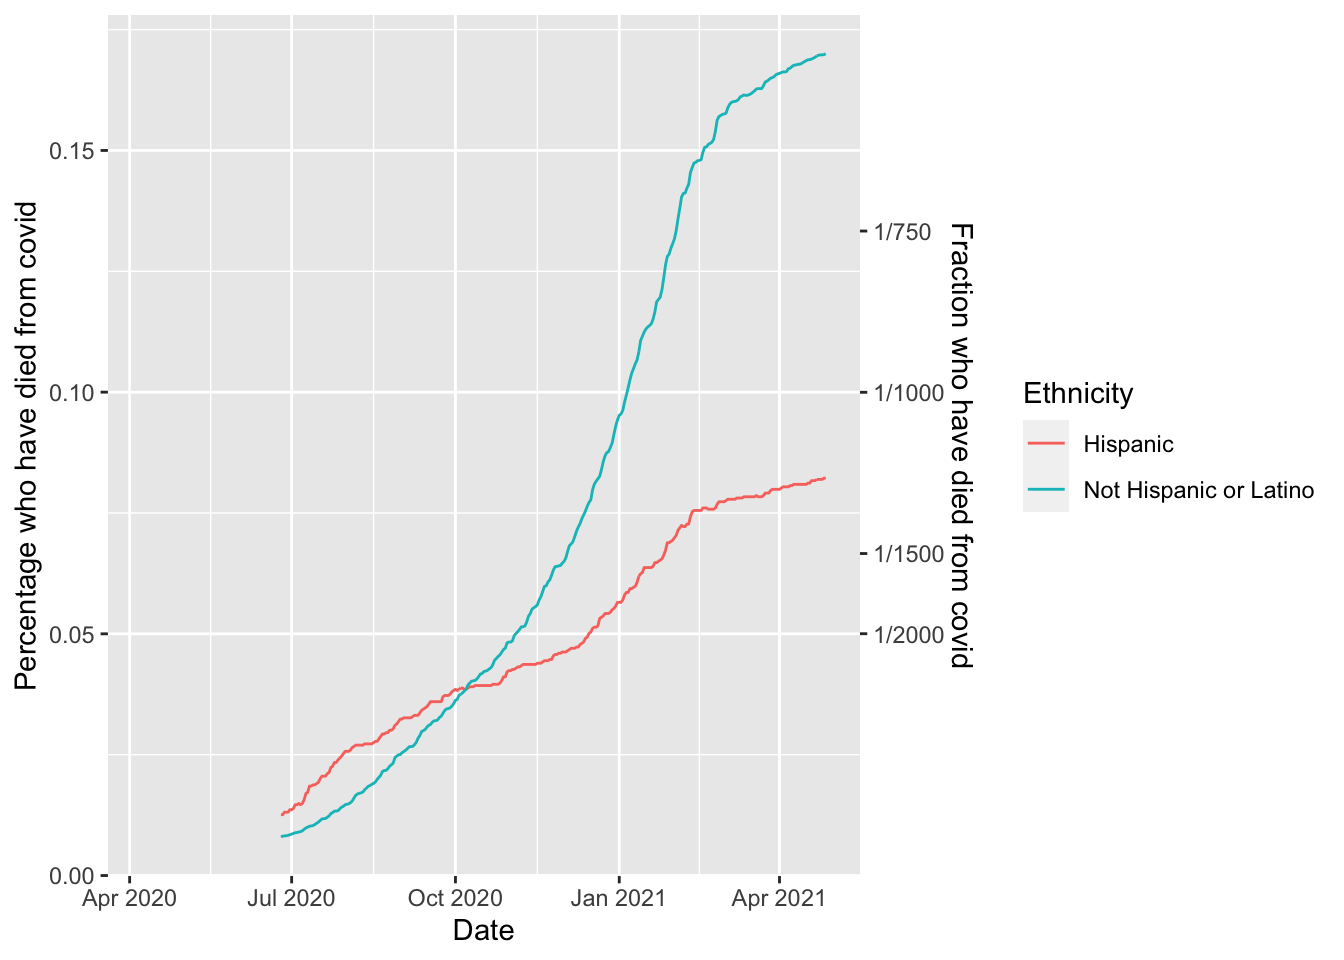 Percentage who have died from covid
0.15
0.10
0.05
0.00
Apr 2020
Jul 2020
Oct 2020
Jan 2021
Apr 2021
Date
1/750
1/1000
1/1500
1/2000
Fraction who have died from covid
Ethnicity
Hispanic
Not Hispanic or Latino